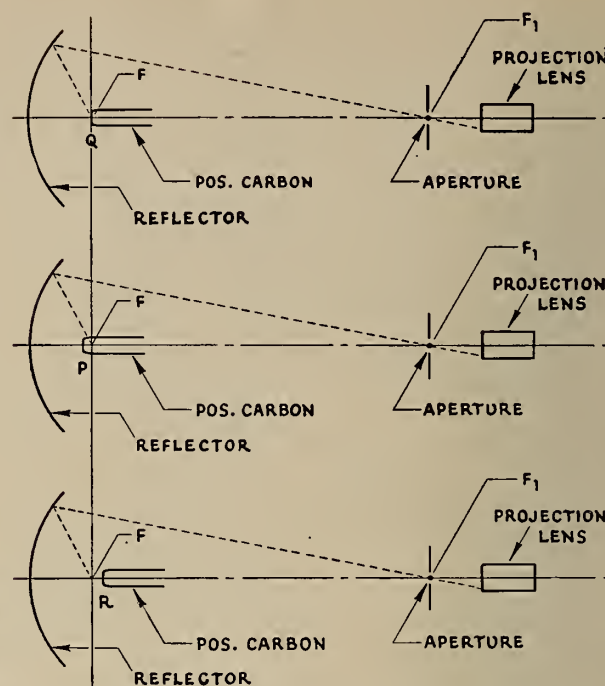 F1
PROJECTION
LENS
F
Q
POS. CARBON
APERTURE
REFLECTOR
F1
PROJECTION
LENS
F
P
POS. CARBON
APERTURE
REFLECTOR
F1
PROJECTION
LENS
F
R
POS. CARBON
APERTURE
REFLECTOR